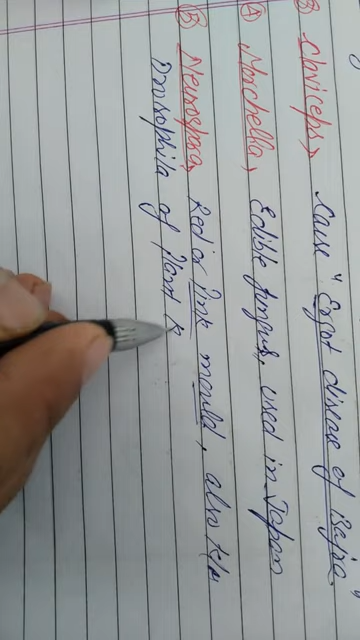 ③ Claviceps → Cause "Ergot disease of Bajra"
④ Morchella → Edible fungus, used in Japan
⑤ Neurospora → Red or Pink mould, also k/a
Drosophila of Plant K